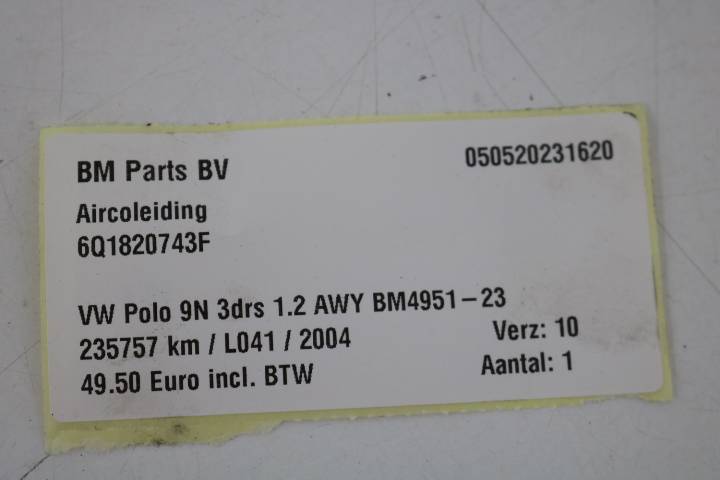 BM Parts BV 050520231620
Aircoleiding
6Q1820743F
VW Polo 9N 3drs 1.2 AWY BM4951-23
235757 km / L041 / 2004 Verz: 10
49.50 Euro incl. BTW Aantal: 1